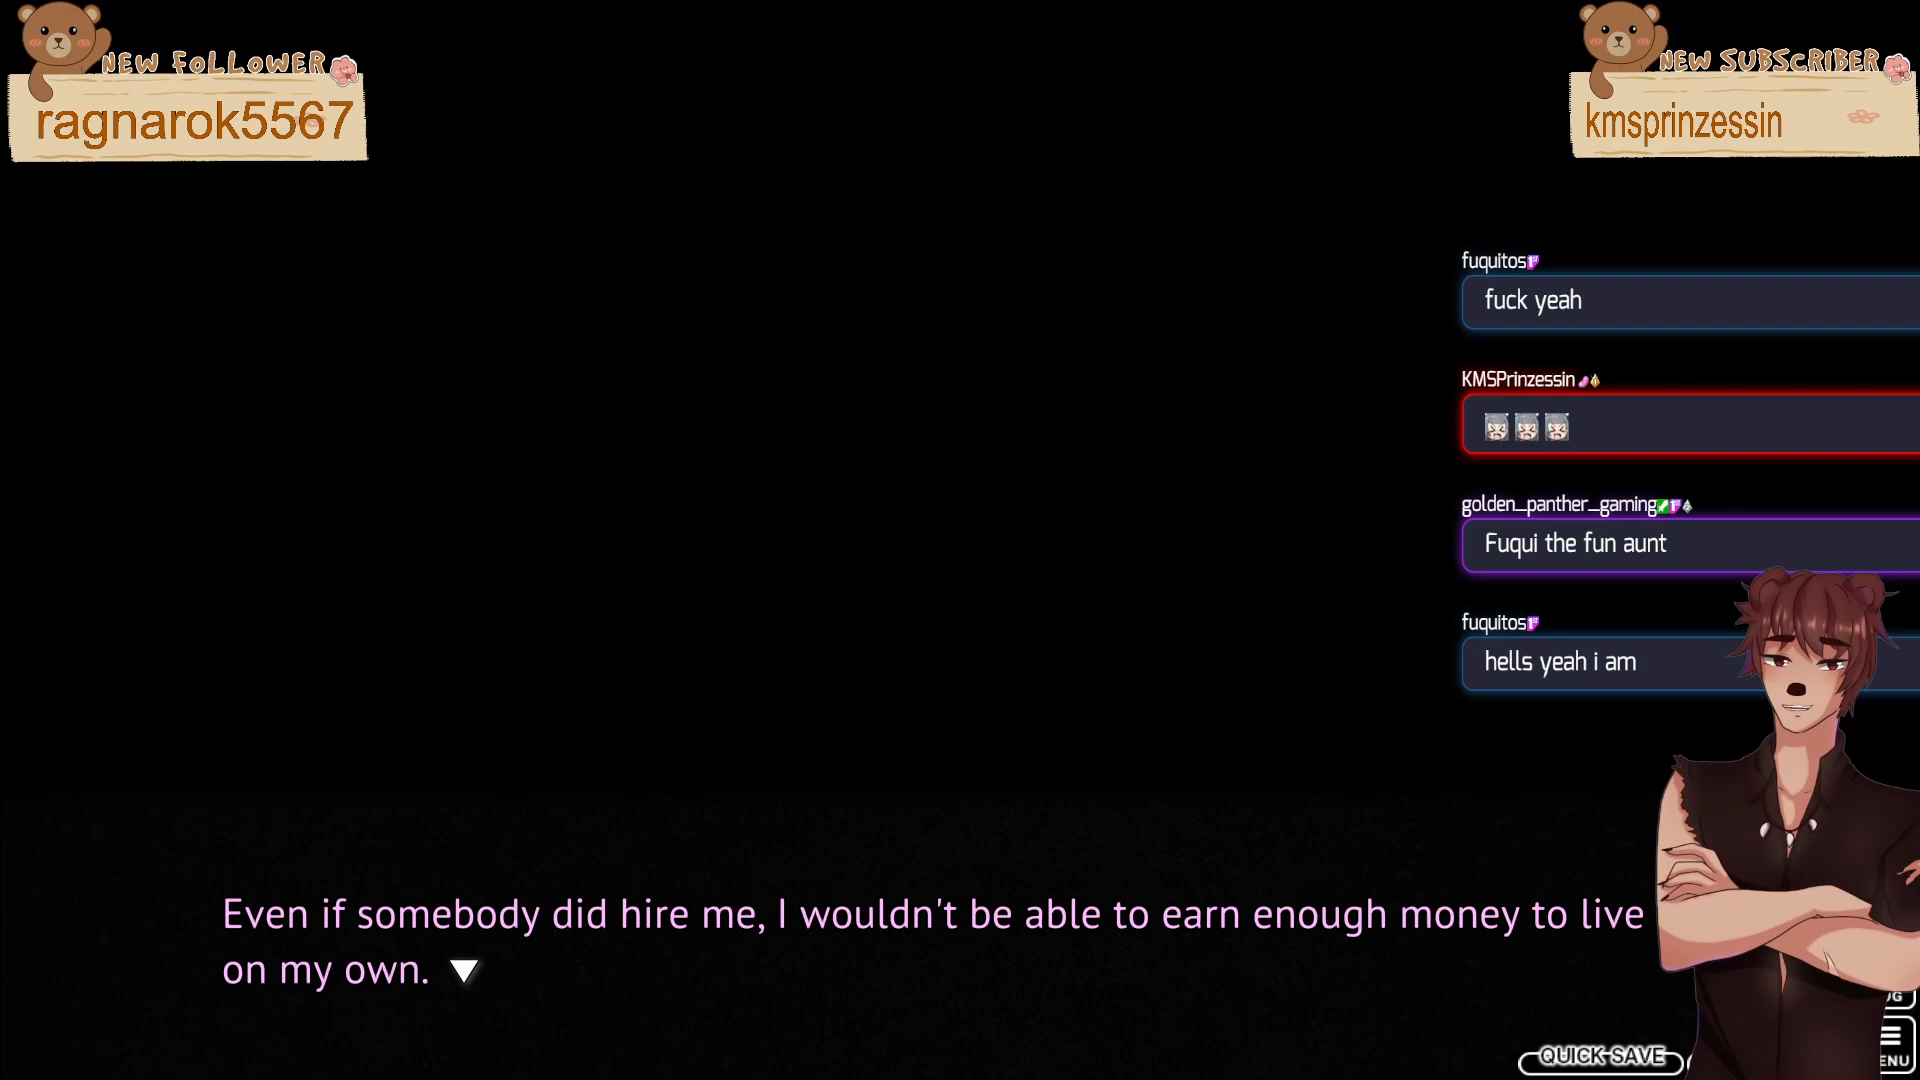 NEW FOLLOWER
ragnarok5567
NEW SUBSCRIBER
kmsprinzessin
fuquitos
fuck yeah
KMSPrinzessin
golden_panther_gaming
Fuqui the fun aunt
fuquitos
hells yeah i am
Even if somebody did hire me, I wouldn't be able to earn enough money to live
on my own.
QUICK SAVE